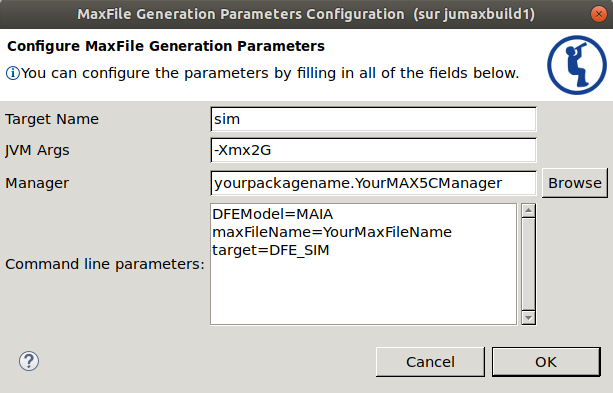 MaxFile Generation Parameters Configuration (sur jumaxbuild1)
Configure MaxFile Generation Parameters
You can configure the parameters by filling in all of the fields below.
Target Name sim
JVM Args -Xmx2G
Manager yourpackagename.YourMAX5CManager Browse
Command line parameters:
DFEModel=MAIA
maxFileName=YourMaxFileName
target=DFE_SIM
? Cancel OK